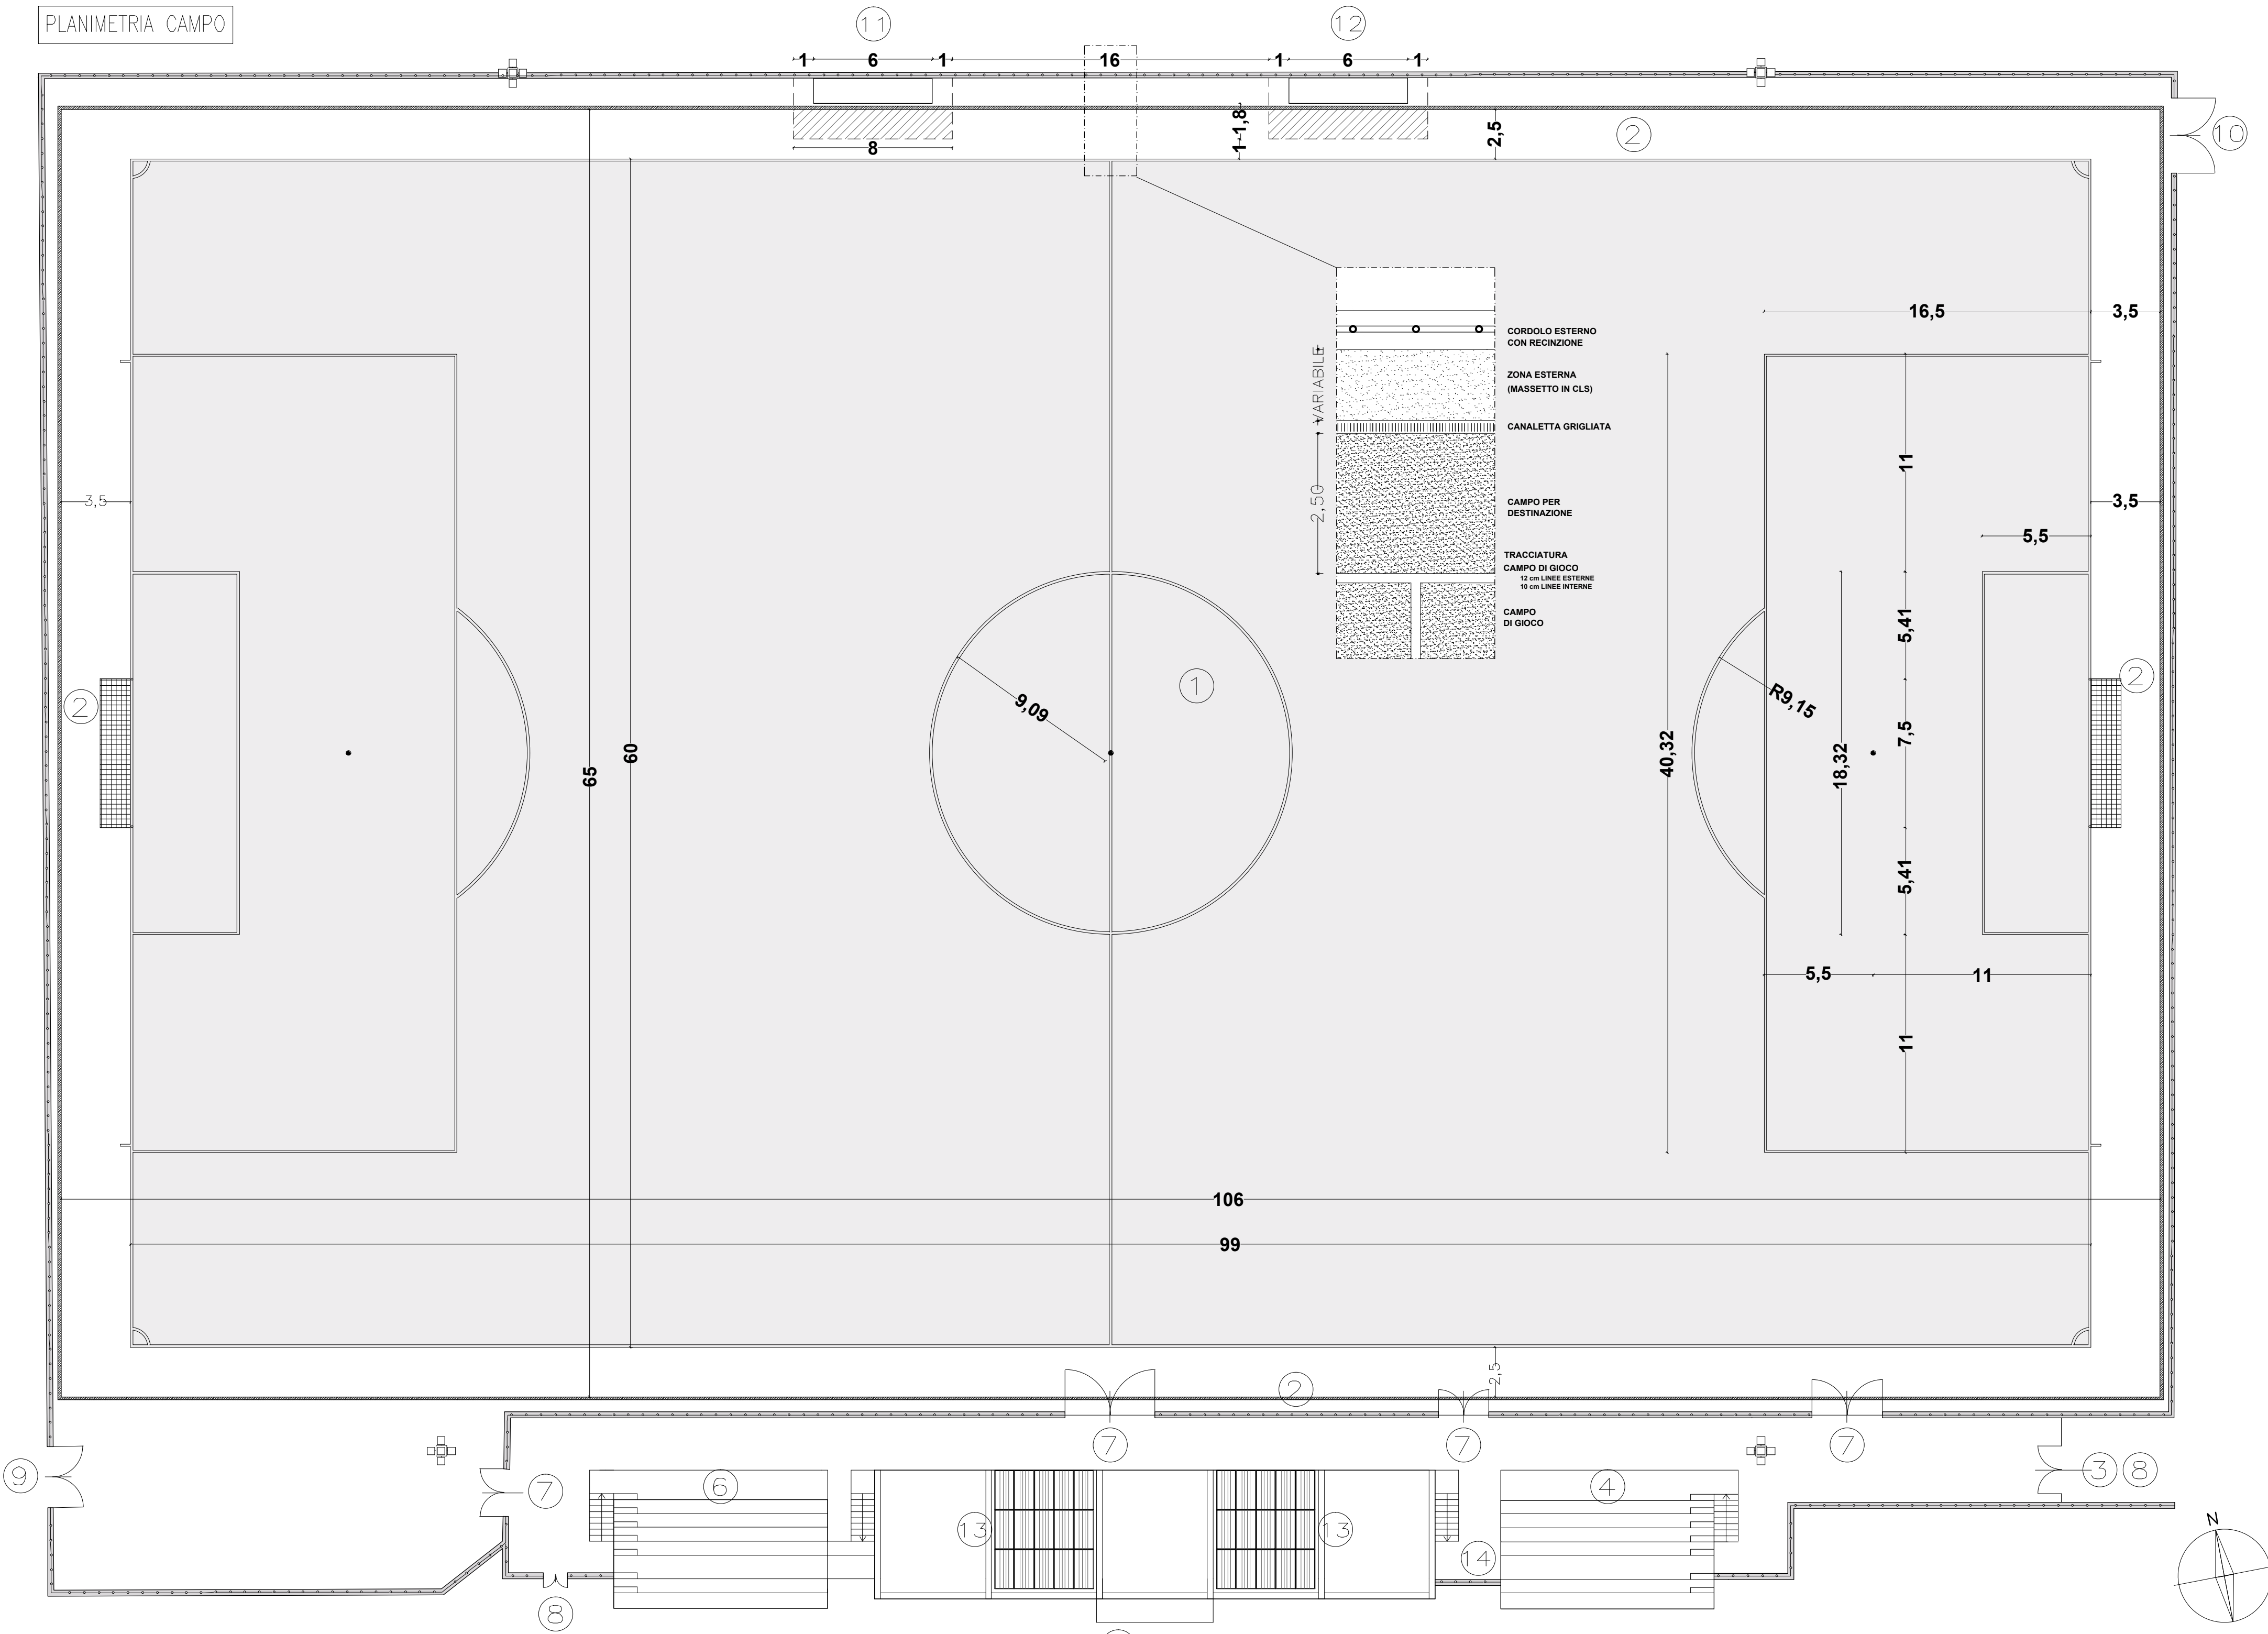 PLANIMETRIA CAMPO
11
12
1 6 1 16 1 6 1
8
1 1,8
2,5
2
10
16,5 3,5
CORDOLO ESTERNO
CON RECINZIONE
VARIABILE
ZONA ESTERNA
(MASSETTO IN CLS)
CANALETTA GRIGLIATA
11
3,5
2,50
CAMPO PER
DESTINAZIONE
3,5
5,5
TRACCIATURA
CAMPO DI GIOCO
12 cm LINEE ESTERNE
10 cm LINEE INTERNE
CAMPO
DI GIOCO
5,41
2
1
2
9,09
R9,15
7,5
65
60
40,32
18,32
5,41
5,5 11
11
106
99
2,5
2
7
7
7
9
7
6
4
3
8
13
13
14
8
N